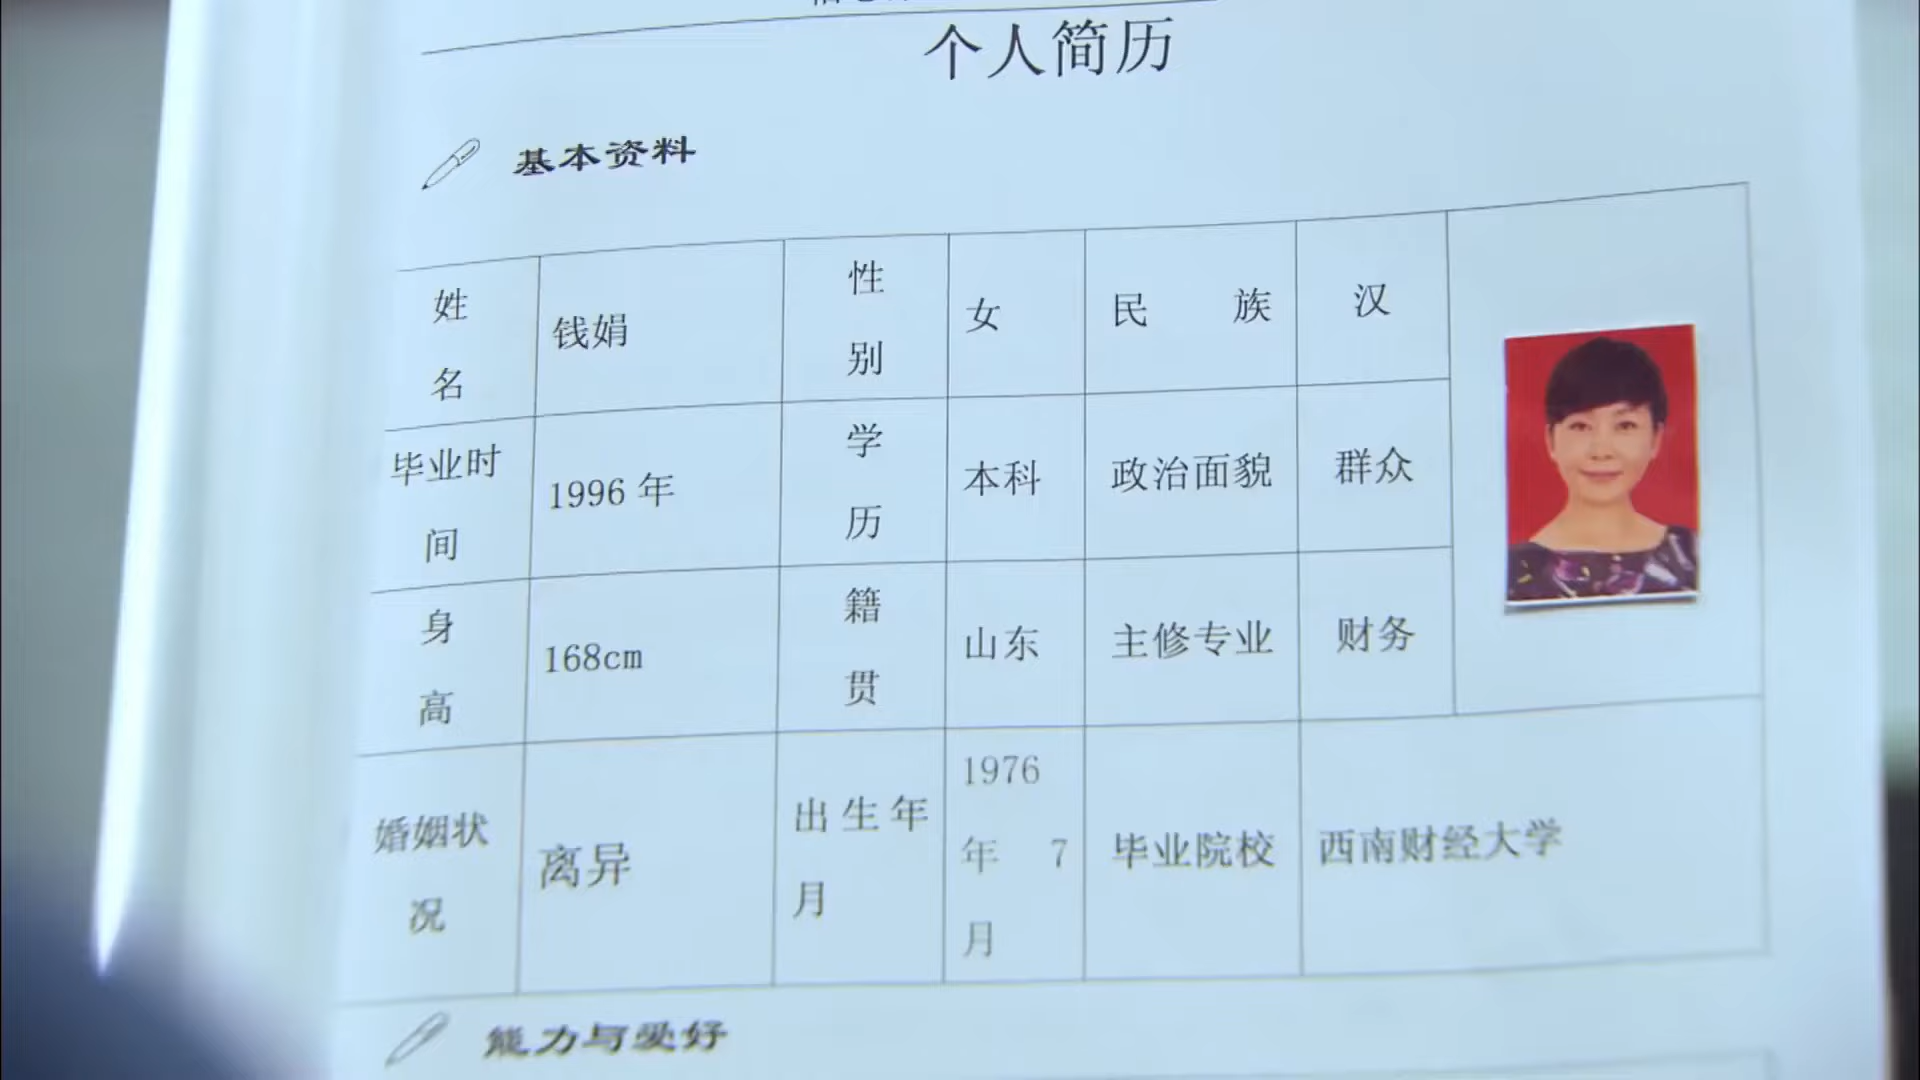 个人简历
基本资料
姓名 钱娟 性别 女 民族 汉
毕业时间 1996年 学历 本科 政治面貌 群众
身高 168cm 籍贯 山东 主修专业 财务
婚姻状况 离异 出生年月 1976年7月 毕业院校 西南财经大学
能力与爱好